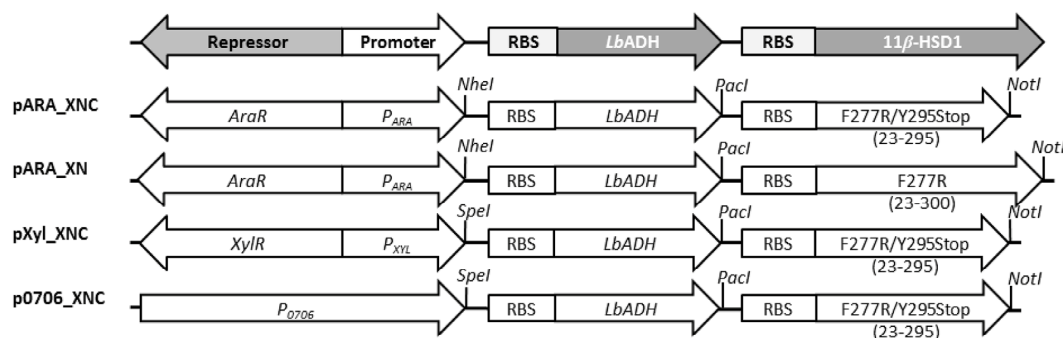 Repressor Promoter RBS LbADH RBS 11β-HSD1
NheI PacI NotI
pARA_XNC AraR PARA RBS LbADH RBS F277R/Y295Stop
(23-295)
NheI PacI NotI
pARA_XN AraR PARA RBS LbADH RBS F277R
(23-300)
SpeI PacI NotI
pXyl_XNC XylR PXYL RBS LbADH RBS F277R/Y295Stop
(23-295)
SpeI PacI NotI
p0706_XNC P0706 RBS LbADH RBS F277R/Y295Stop
(23-295)